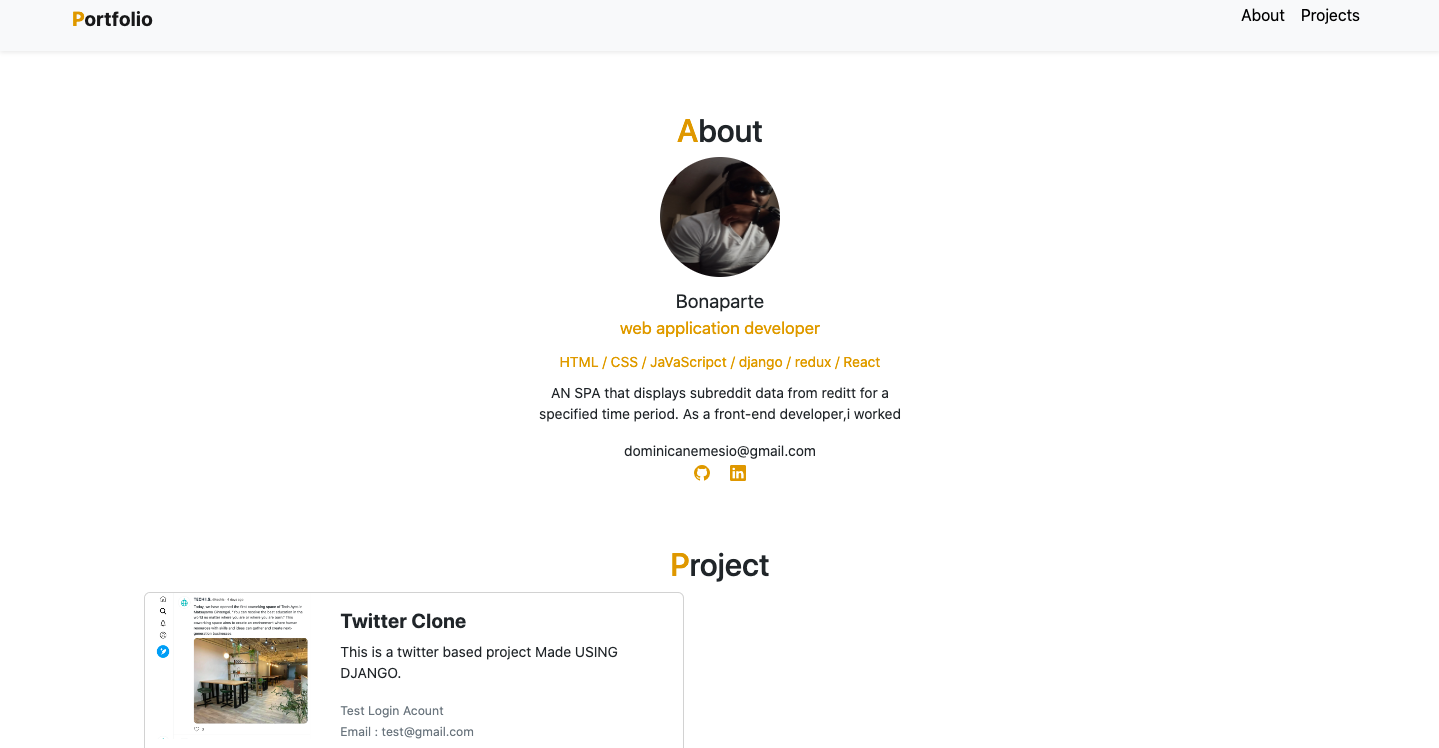 Portfolio
About Projects
About
Bonaparte
web application developer
HTML / CSS / JaVaScripct / django / redux / React
AN SPA that displays subreddit data from reditt for a
specified time period. As a front-end developer,i worked
dominicanemesio@gmail.com
Project
Twitter Clone
This is a twitter based project Made USING
DJANGO.
Test Login Acount
Email : test@gmail.com